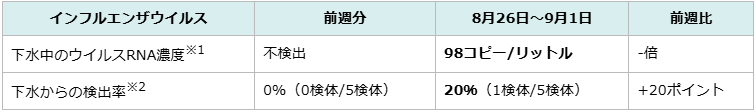 インフルエンザウイルス 前週分 8月26日～9月1日 前週比
下水中のウイルスRNA濃度※1 不検出 98コピー/リットル -倍
下水からの検出率※2 0%（0検体/5検体） 20%（1検体/5検体） +20ポイント